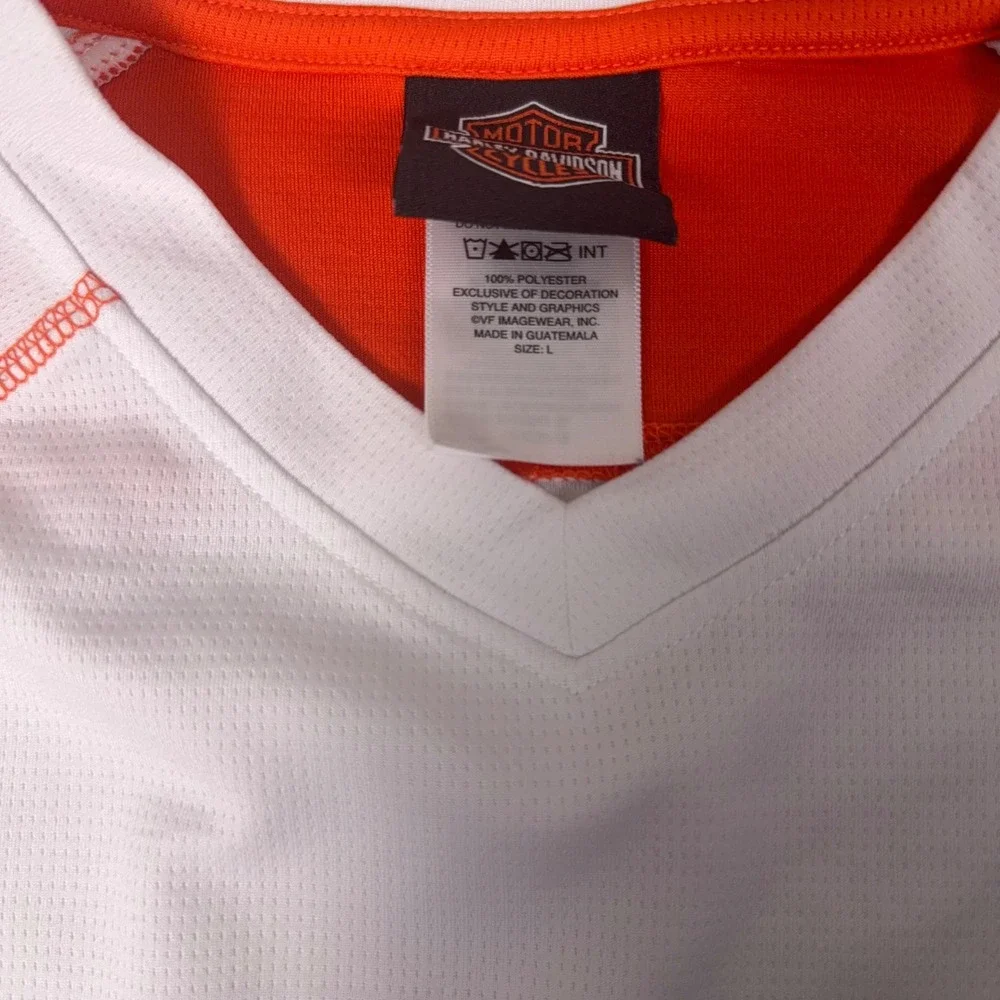 MOTOR
HARLEY-DAVIDSON
CYCLES
INT
100% POLYESTER
EXCLUSIVE OF DECORATION
STYLE AND GRAPHICS
©VF IMAGEWEAR, INC.
MADE IN GUATEMALA
SIZE: L